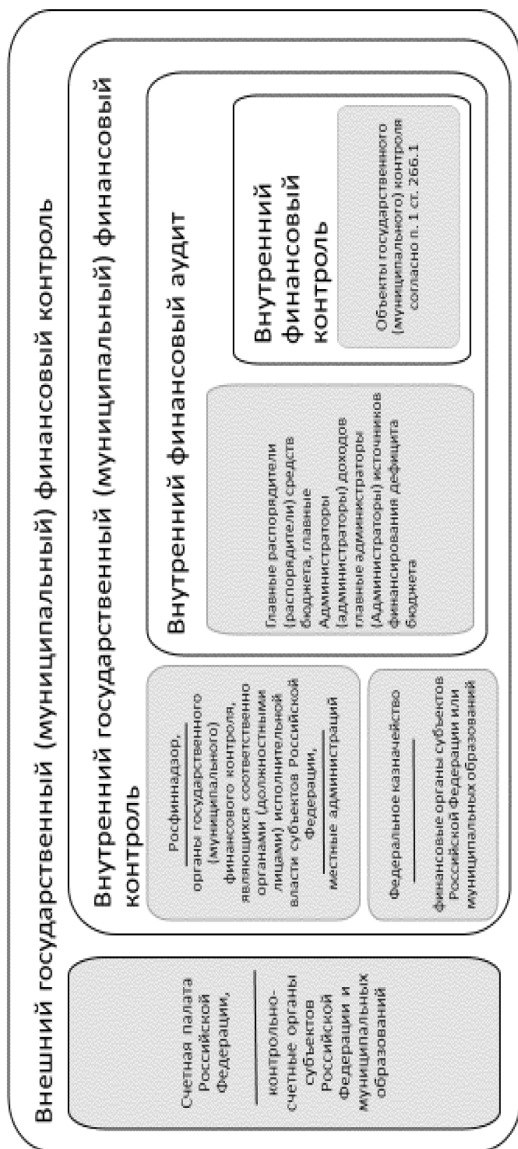 Внешний государственный (муниципальный) финансовый контроль
Счетная палата
Российской
Федерации,
контрольно-
счетные органы
субъектов
Российской
Федерации и
муниципальных
образований
Внутренний государственный (муниципальный) финансовый
контроль
Росфиннадзор,
органы государственного
(муниципального)
финансового контроля,
являющихся соответственно
органами (должностными
лицами) исполнительной
власти субъектов Российской
Федерации,
местные администраций
Федеральное казначейство
финансовые органы субъектов
Российской Федерации или
муниципальных образований
Внутренний финансовый аудит
Главные распорядители
(распорядители) средств
бюджета, главные
Администраторы
(администраторы) доходов
главные администраторы
(Администраторы) источников
финансирования дефицита
бюджета
Внутренний
финансовый
контроль
Объекты государственного
(муниципального) контроля
согласно п. 1 ст. 266.1